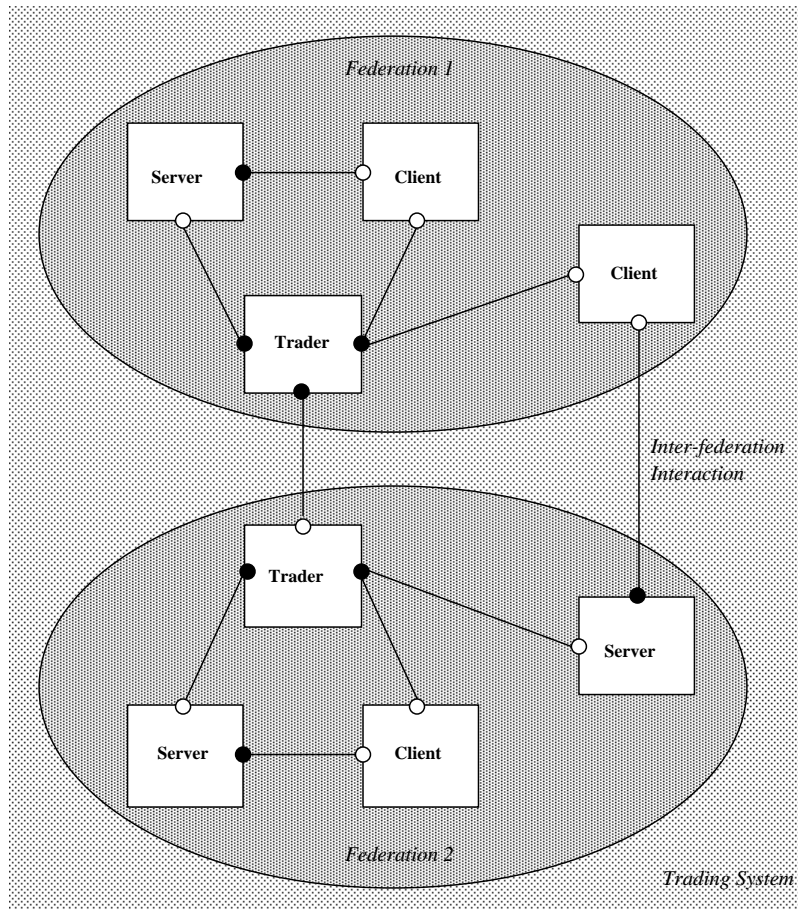 Federation 1
Server
Client
Client
Trader
Inter-federation
Interaction
Trader
Server
Server
Client
Federation 2
Trading System